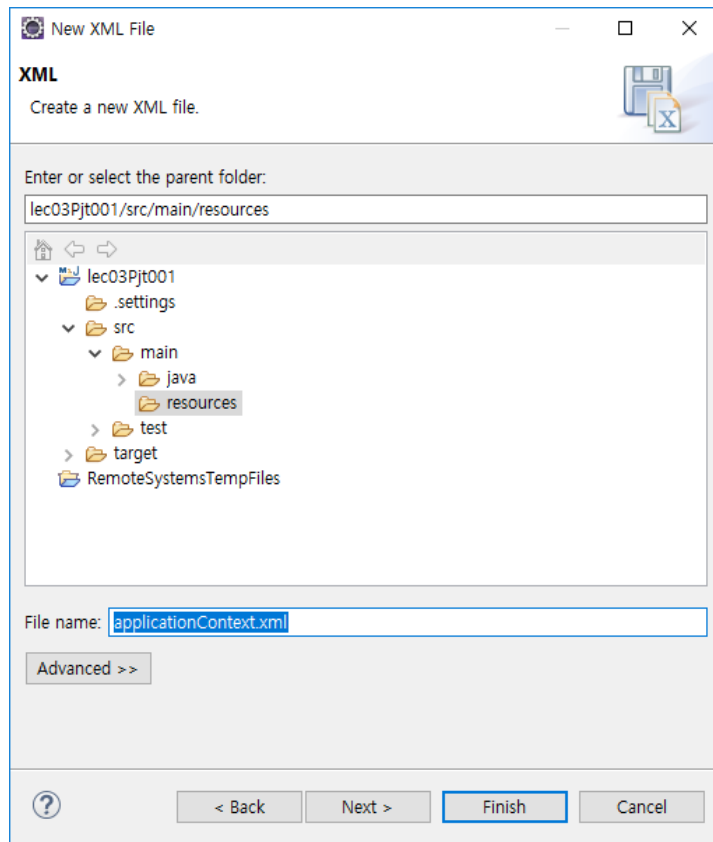 New XML File
XML
Create a new XML file.
Enter or select the parent folder:
lec03Pjt001/src/main/resources
lec03Pjt001
.settings
src
main
java
resources
test
target
RemoteSystemsTempFiles
File name: applicationContext.xml
Advanced >>
< Back Next > Finish Cancel